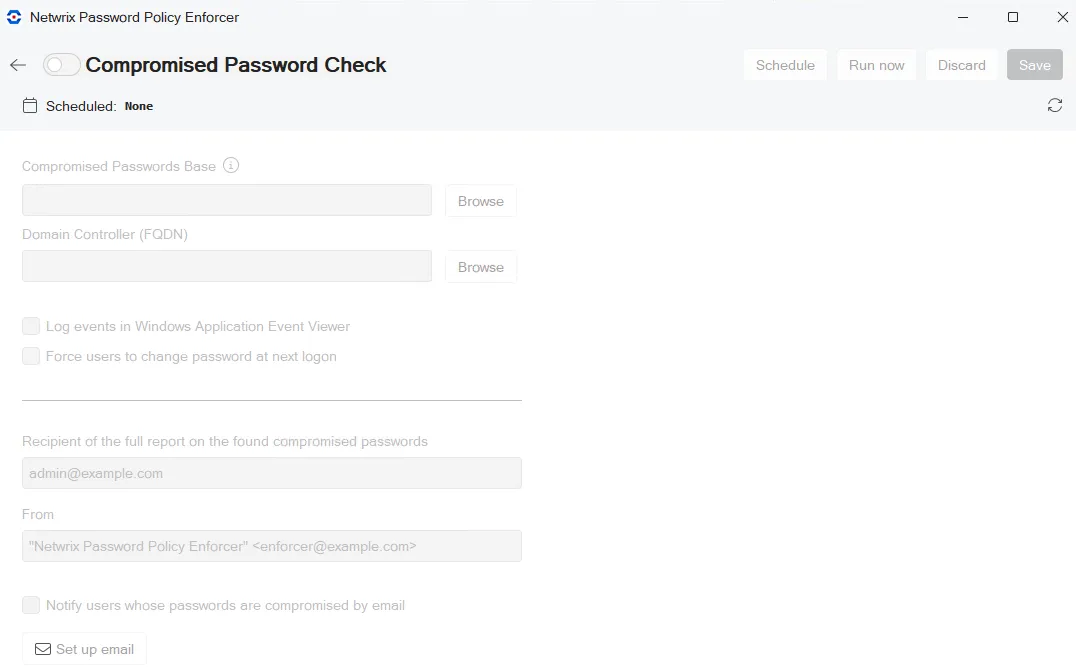 Netwrix Password Policy Enforcer
Compromised Password Check
Schedule
Run now
Discard
Save
Scheduled: None
Compromised Passwords Base
Browse
Domain Controller (FQDN)
Browse
Log events in Windows Application Event Viewer
Force users to change password at next logon
Recipient of the full report on the found compromised passwords
admin@example.com
From
"Netwrix Password Policy Enforcer" <enforcer@example.com>
Notify users whose passwords are compromised by email
Set up email